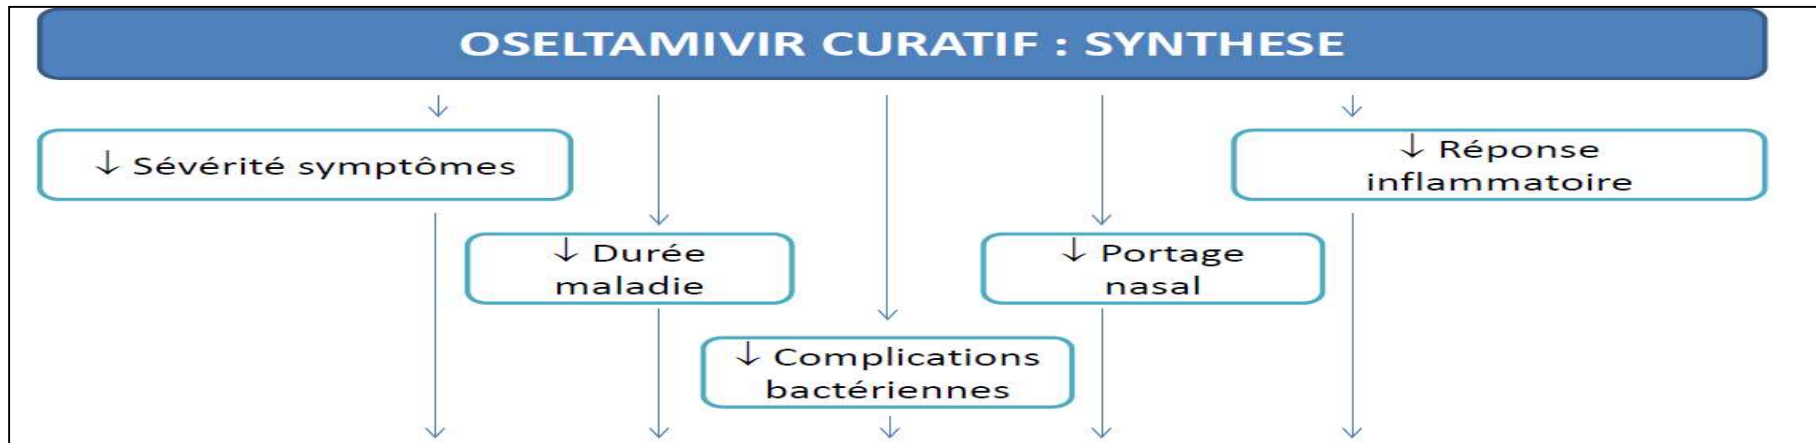 OSELTAMIVIR CURATIF : SYNTHESE
↓ Sévérité symptômes
↓ Réponse
inflammatoire
↓ Durée
maladie
↓ Portage
nasal
↓ Complications
bactériennes